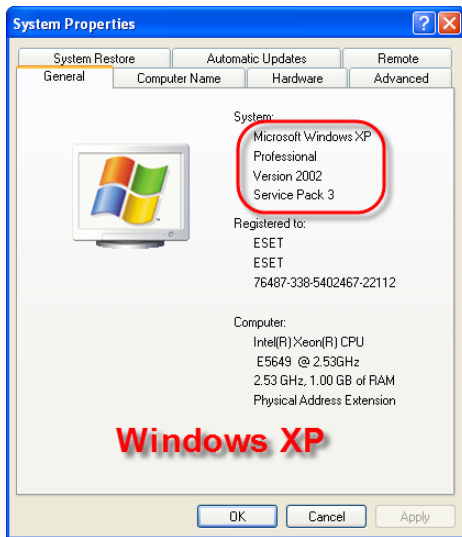 System Properties
System Restore Automatic Updates Remote
General Computer Name Hardware Advanced
System:
Microsoft Windows XP
Professional
Version 2002
Service Pack 3
Registered to:
ESET
ESET
76487-338-5402467-22112
Computer:
Intel(R) Xeon(R) CPU
E5649 @ 2.53GHz
2.53 GHz, 1.00 GB of RAM
Physical Address Extension
Windows XP
OK Cancel Apply